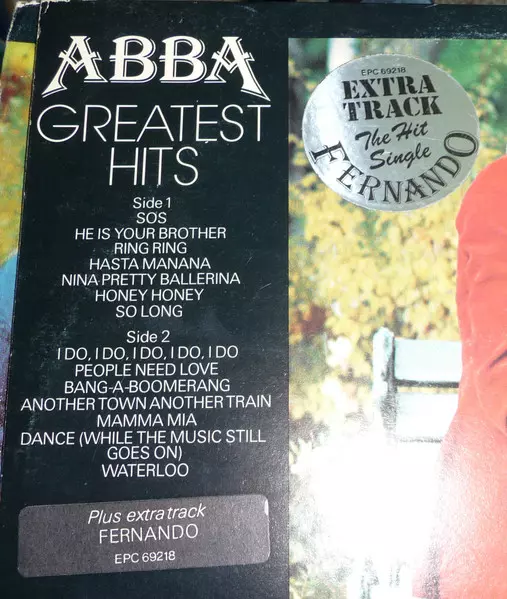 ABBA
GREATEST
HITS
Side 1
SOS
HE IS YOUR BROTHER
RING RING
HASTA MANANA
NINA PRETTY BALLERINA
HONEY HONEY
SO LONG
Side 2
I DO, I DO, I DO, I DO, I DO
PEOPLE NEED LOVE
BANG-A-BOOMERANG
ANOTHER TOWN ANOTHER TRAIN
MAMMA MIA
DANCE (WHILE THE MUSIC STILL
GOES ON)
WATERLOO
Plus extra track
FERNANDO
EPC 69218
EPC 69218
EXTRA
TRACK
The Hit
Single
FERNANDO